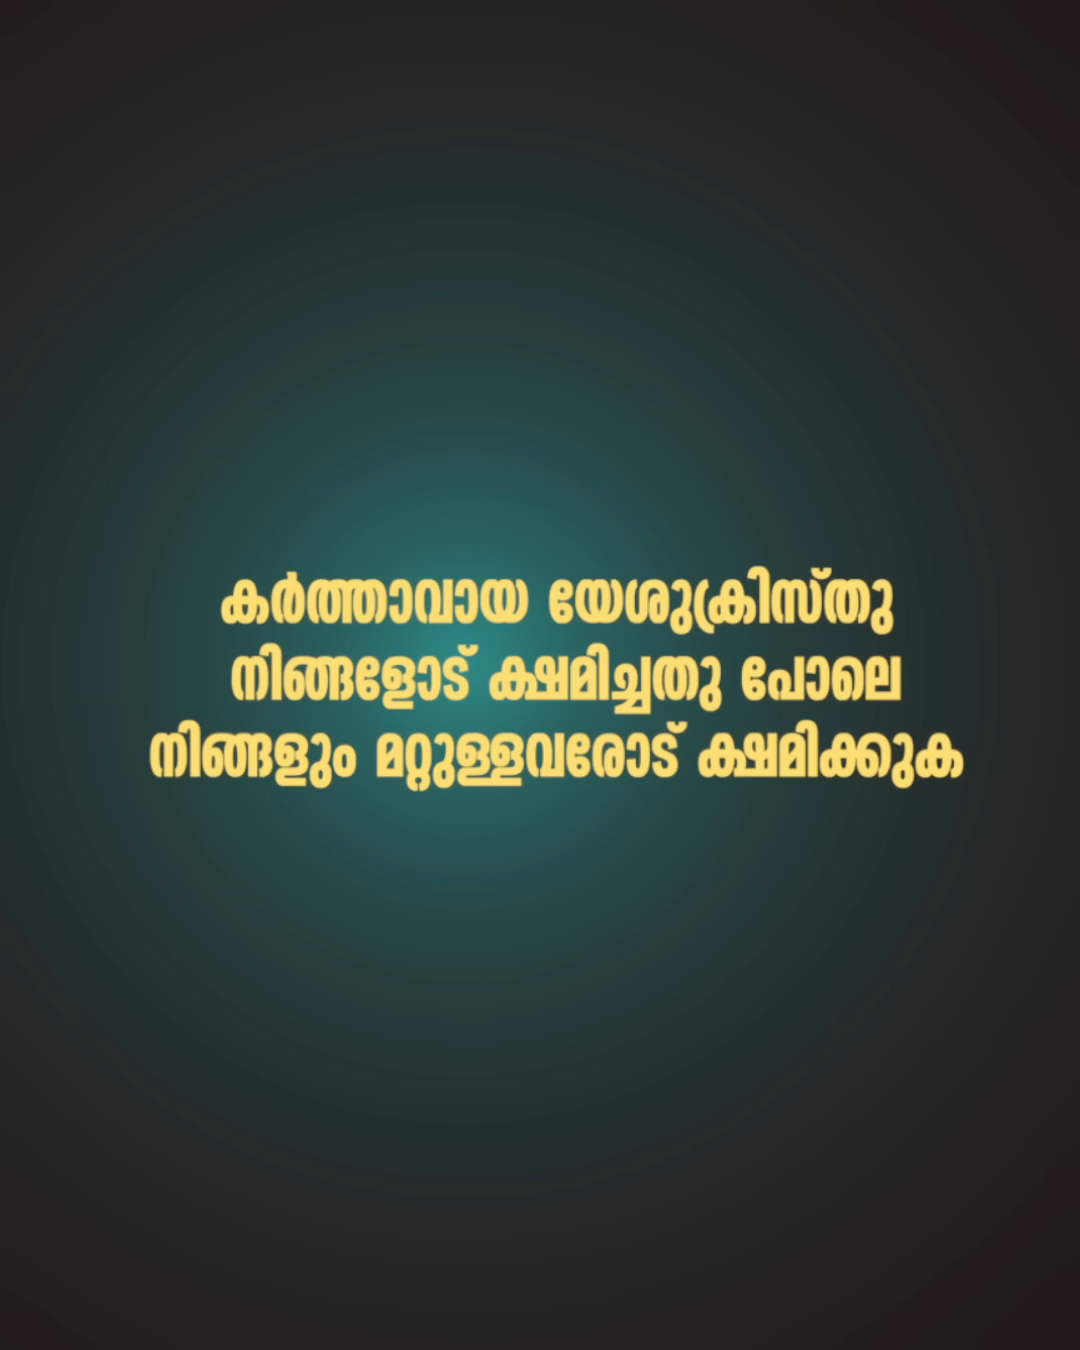 കർത്താവായ യേശുക്രിസ്തു
നിങ്ങളോട് ക്ഷമിച്ചതു പോലെ
നിങ്ങളും മറ്റുള്ളവരോട് ക്ഷമിക്കുക